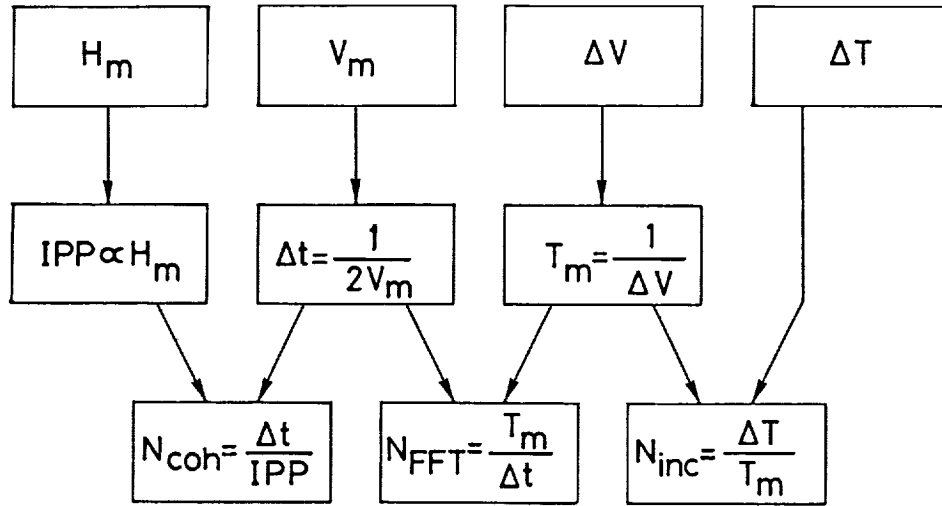 H_m
V_m
ΔV
ΔT
IPP∝H_m
Δt=1/2V_m
T_m=1/ΔV
N_coh=Δt/IPP
N_FFT=T_m/Δt
N_inc=ΔT/T_m